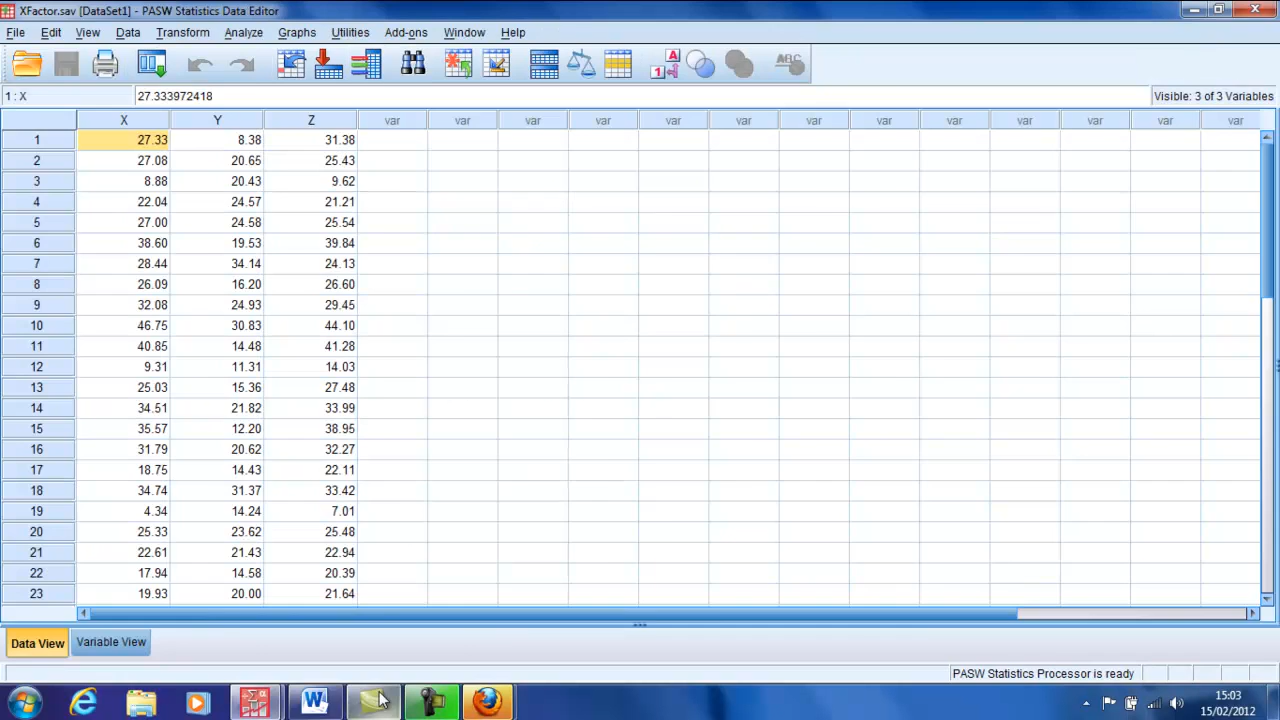 XFactor.sav [DataSet1] - PASW Statistics Data Editor
File Edit View Data Transform Analyze Graphs Utilities Add-ons Window Help
A
1
ABC
1 : X 27.333972418 Visible: 3 of 3 Variables
X Y Z var var var var var var var var var var var var var
1 27.33 8.38 31.38
2 27.08 20.65 25.43
3 8.88 20.43 9.62
4 22.04 24.57 21.21
5 27.00 24.58 25.54
6 38.60 19.53 39.84
7 28.44 34.14 24.13
8 26.09 16.20 26.60
9 32.08 24.93 29.45
10 46.75 30.83 44.10
11 40.85 14.48 41.28
12 9.31 11.31 14.03
13 25.03 15.36 27.48
14 34.51 21.82 33.99
15 35.57 12.20 38.95
16 31.79 20.62 32.27
17 18.75 14.43 22.11
18 34.74 31.37 33.42
19 4.34 14.24 7.01
20 25.33 23.62 25.48
21 22.61 21.43 22.94
22 17.94 14.58 20.39
23 19.93 20.00 21.64
Data View Variable View
PASW Statistics Processor is ready
15:03
15/02/2012